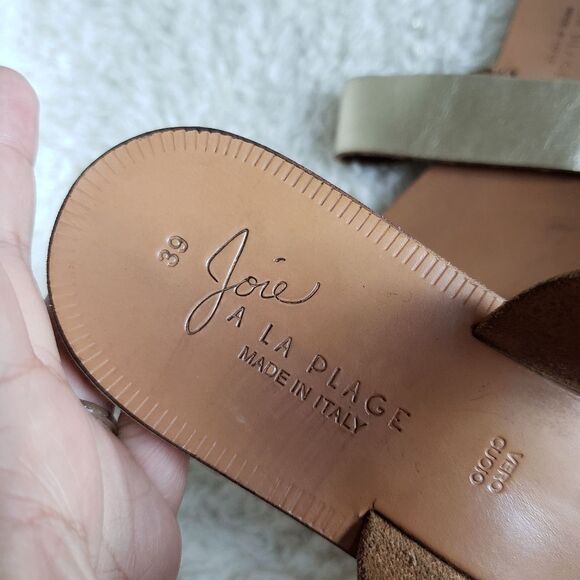 39
Joie
A LA PLAGE
MADE IN ITALY
VERO
CUOIO